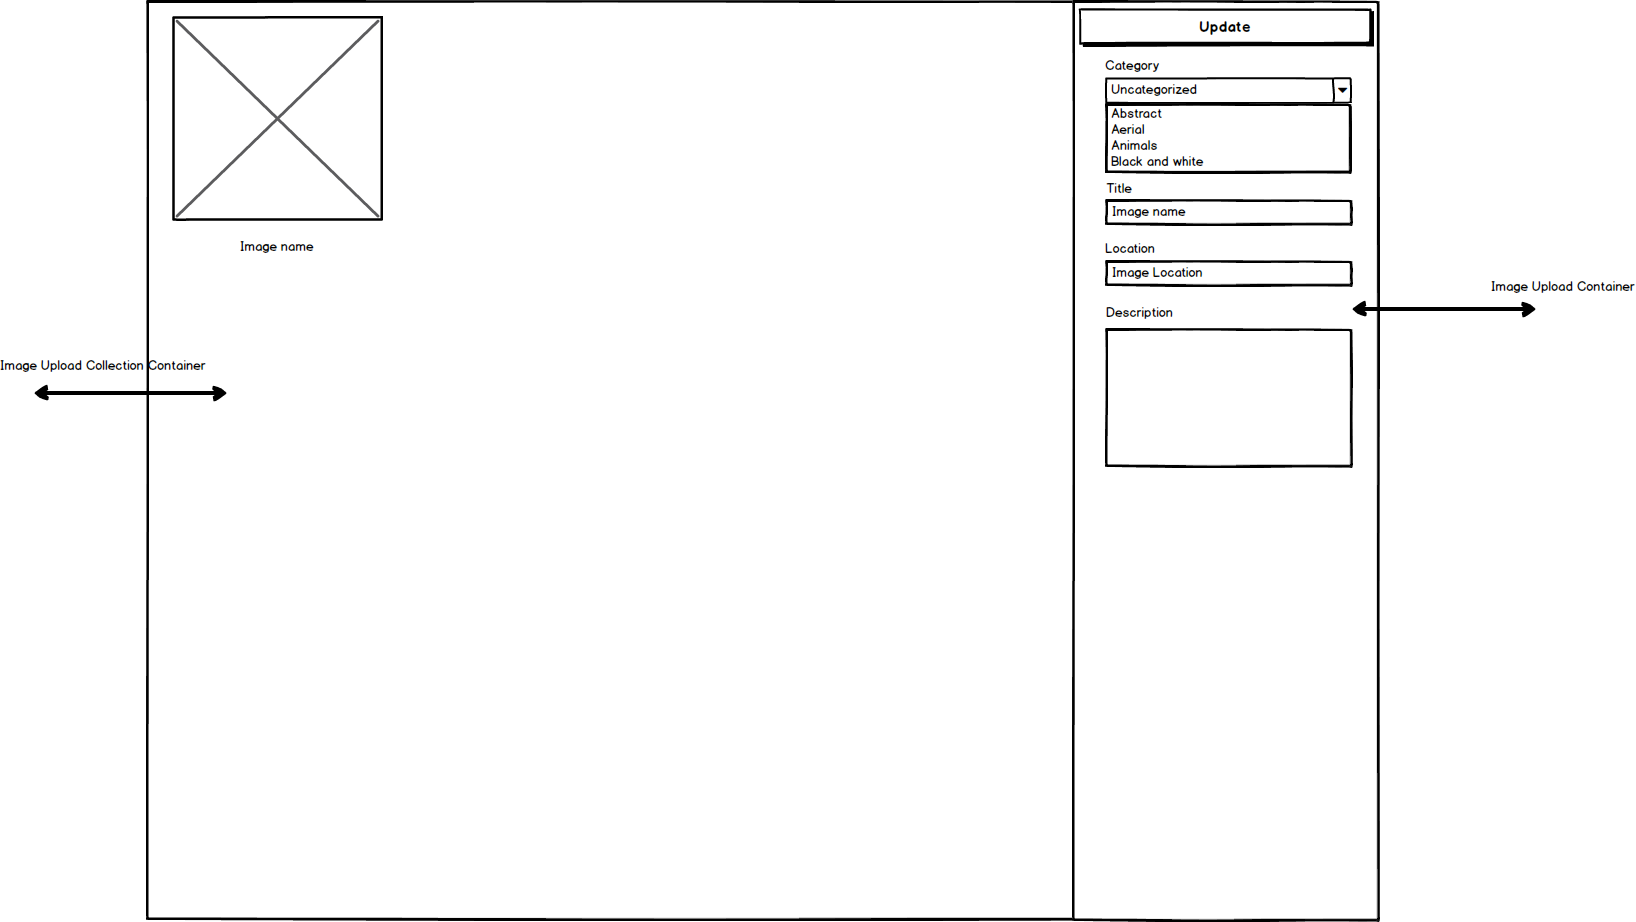 Update
Category
Uncategorized
Abstract
Aerial
Animals
Black and white
Title
Image name
Image name
Location
Image Location
Image Upload Container
Description
Image Upload Collection Container